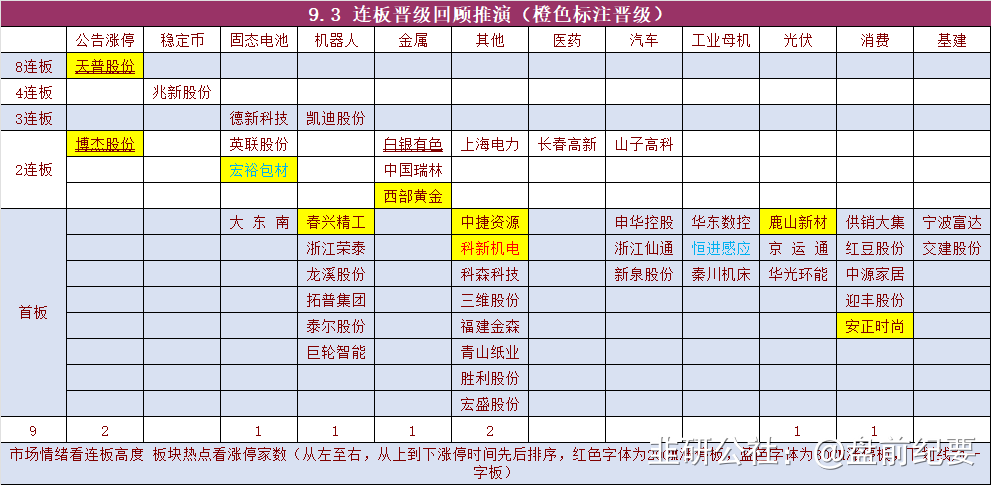 9.3 连板晋级回顾推演（橙色标注晋级）
公告涨停 稳定币 固态电池 机器人 金属 其他 医药 汽车 工业母机 光伏 消费 基建
8连板 天普股份
4连板 兆新股份
3连板 德新科技 凯迪股份
博杰股份 英联股份 白银有色 上海电力 长春高新 山子高科
2连板 宏裕包材 中国瑞林
西部黄金
大东南 春兴精工 中捷资源 申华控股 华东数控 鹿山新材 供销大集 宁波富达
浙江荣泰 科新机电 浙江仙通 恒进感应 京运通 红豆股份 交建股份
龙溪股份 科森科技 新泉股份 秦川机床 华光环能 中源家居
首板 拓普集团 三维股份 迎丰股份
泰尔股份 福建金森 安正时尚
巨轮智能 青山纸业
胜利股份
宏盛股份
9 2 1 1 1 2 1 1
市场情绪看连板高度 板块热点看涨停家数（从左至右，从上到下涨停时间先后排序，红色字体为
字板）
公社：@盘前纪要